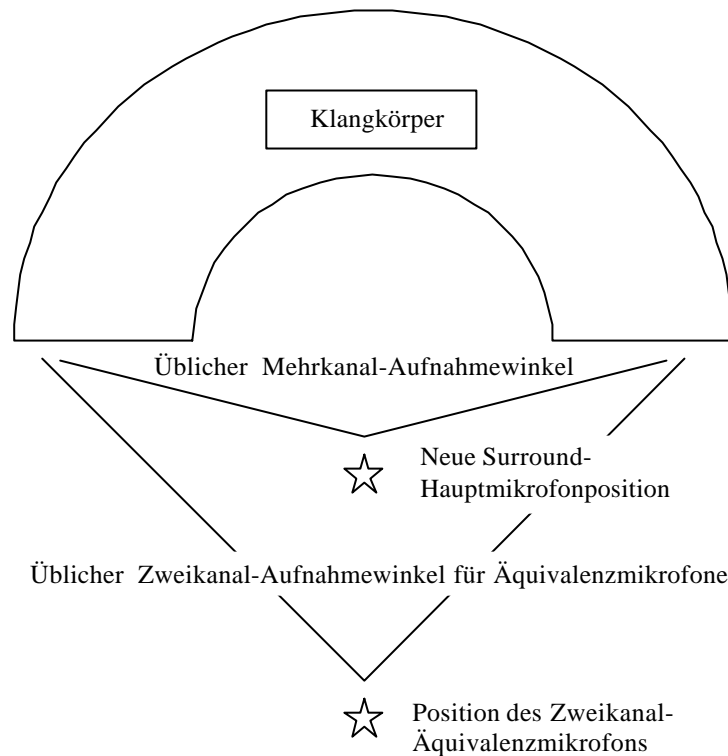 Klangkörper
Üblicher Mehrkanal-Aufnahmewinkel
Neue Surround-
Hauptmikrofonposition
Üblicher Zweikanal-Aufnahmewinkel für Äquivalenzmikrofone
Position des Zweikanal-
Äquivalenzmikrofons